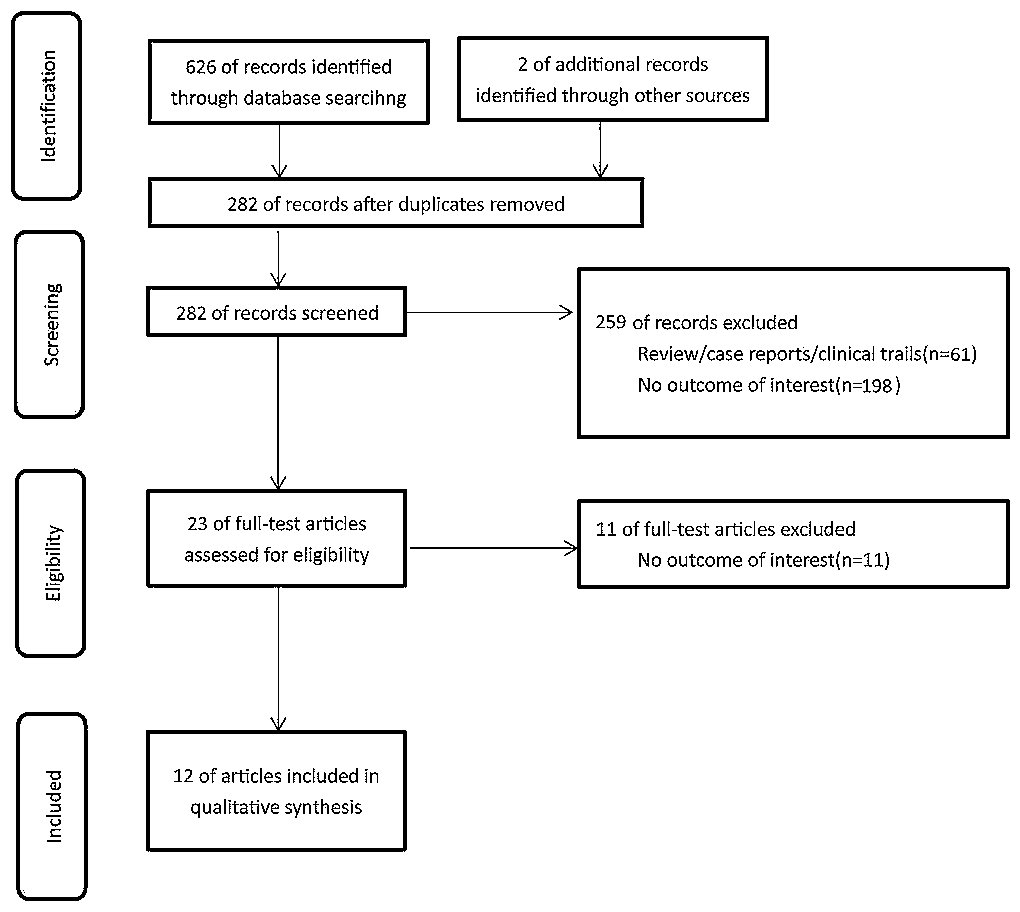 Identification
626 of records identified
through database searcihng
2 of additional records
identified through other sources
282 of records after duplicates removed
Screening
282 of records screened
259 of records excluded
Review/case reports/clinical trails(n=61)
No outcome of interest(n=198)
Eligibility
23 of full-test articles
assessed for eligibility
11 of full-test articles excluded
No outcome of interest(n=11)
Included
12 of articles included in
qualitative synthesis